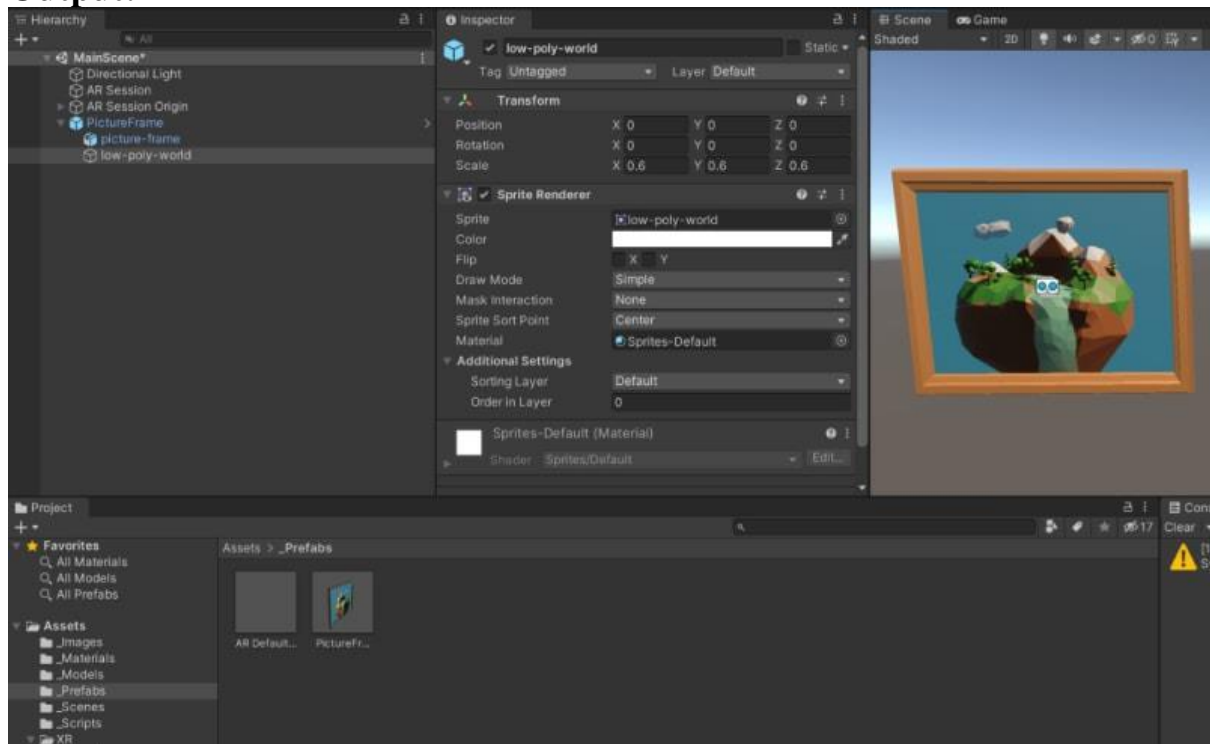 Hierarchy
All
MainScene*
Directional Light
AR Session
AR Session Origin
PictureFrame
picture-frame
low-poly-world
Inspector
low-poly-world
Static
Tag Untagged Layer Default
Transform
Position X 0 Y 0 Z 0
Rotation X 0 Y 0 Z 0
Scale X 0.6 Y 0.6 Z 0.6
Sprite Renderer
Sprite low-poly-world
Color
Flip X Y
Draw Mode Simple
Mask Interaction None
Sprite Sort Point Center
Material Sprites-Default
Additional Settings
Sorting Layer Default
Order in Layer 0
Sprites-Default (Material)
Shader Sprites/Default Edit...
Scene Game
Shaded 2D 0
Project
17
Favorites
All Materials
All Models
All Prefabs
Assets
_Images
_Materials
_Models
_Prefabs
_Scenes
_Scripts
XR
Assets > _Prefabs
AR Default...
PictureFr...
Con
Clear